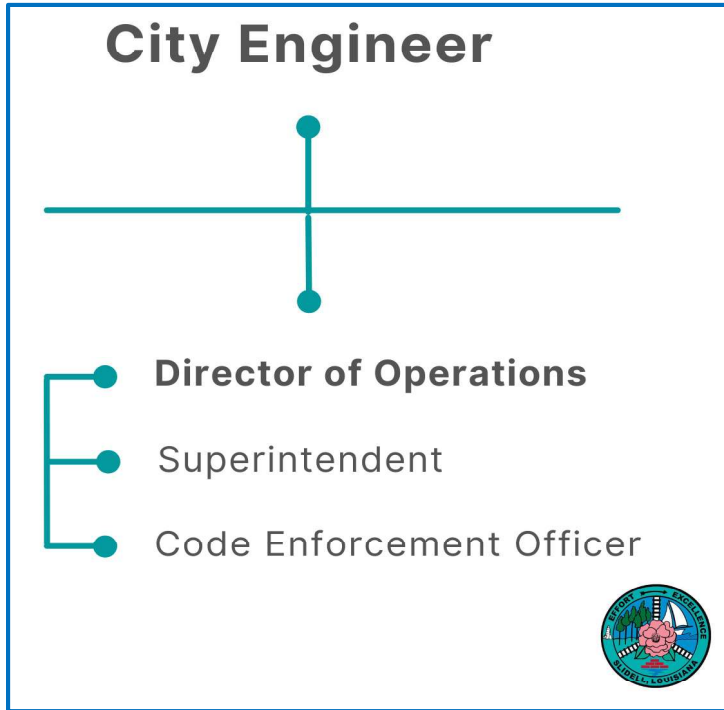 City Engineer
Director of Operations
Superintendent
Code Enforcement Officer
EFFORT EXCELLENCE
SLIDELL, LOUISIANA